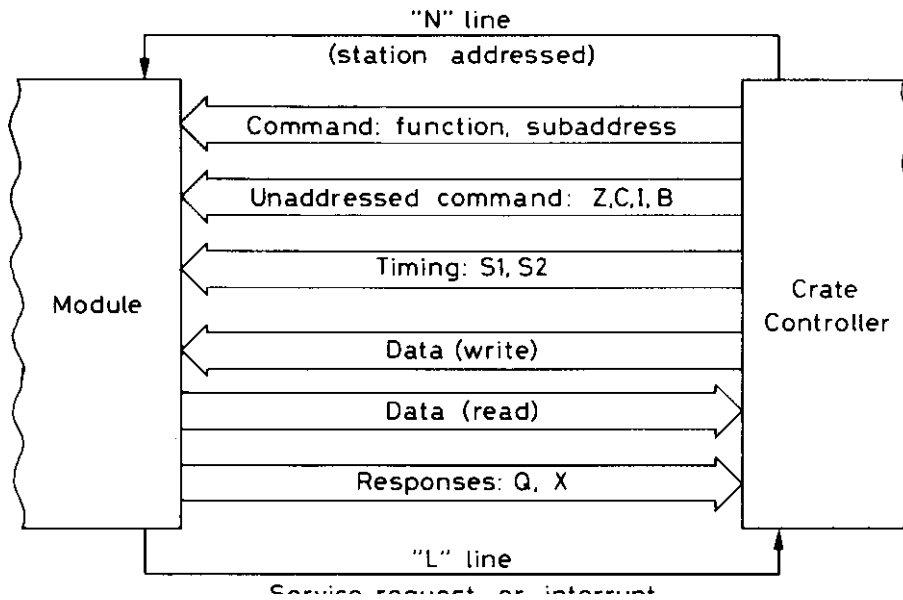 "N" line
(station addressed)
Command: function, subaddress
Unaddressed command: Z,C,I,B
Timing: S1, S2
Module
Crate
Controller
Data (write)
Data (read)
Responses: Q, X
"L" line
Service request or interrupt